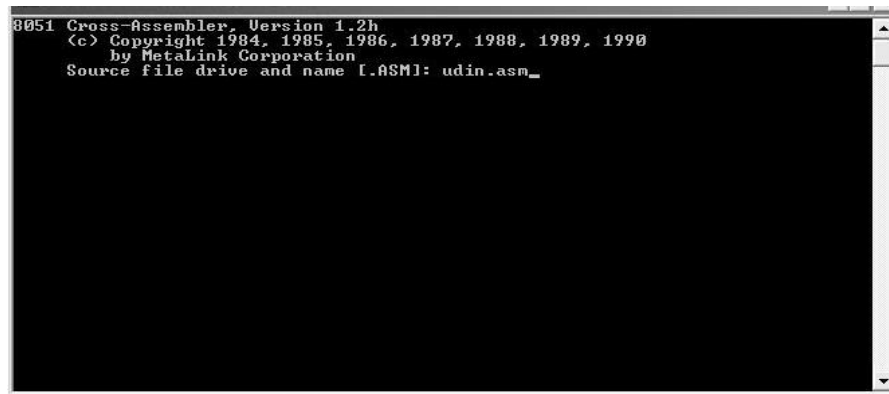 8051 Cross-Assembler, Version 1.2h
(c) Copyright 1984, 1985, 1986, 1987, 1988, 1989, 1990
by MetaLink Corporation
Source file drive and name [.ASM]: udin.asm_